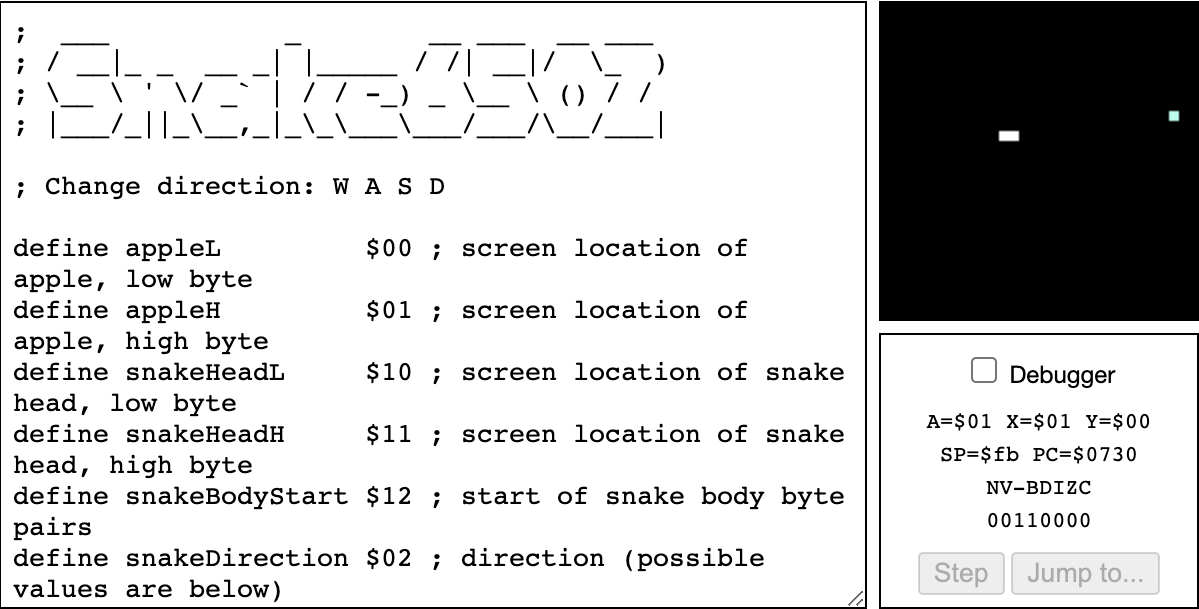 ;  ___           _        __ ___  __ ___
; / __|_ _  __ _| |_____ / /| __|/  \_  )
; \__ \ ' \/ _` | / / -_) _ \__ \ () / /
; |___/_||_\__,_|_\_\___\___/___/\__/___|
; Change direction: W A S D
define appleL         $00 ; screen location of
apple, low byte
define appleH         $01 ; screen location of
apple, high byte
define snakeHeadL     $10 ; screen location of snake
head, low byte
define snakeHeadH     $11 ; screen location of snake
head, high byte
define snakeBodyStart $12 ; start of snake body byte
pairs
define snakeDirection $02 ; direction (possible
values are below)
Debugger
A=$01 X=$01 Y=$00
SP=$fb PC=$0730
NV-BDIZC
00110000
Step
Jump to...